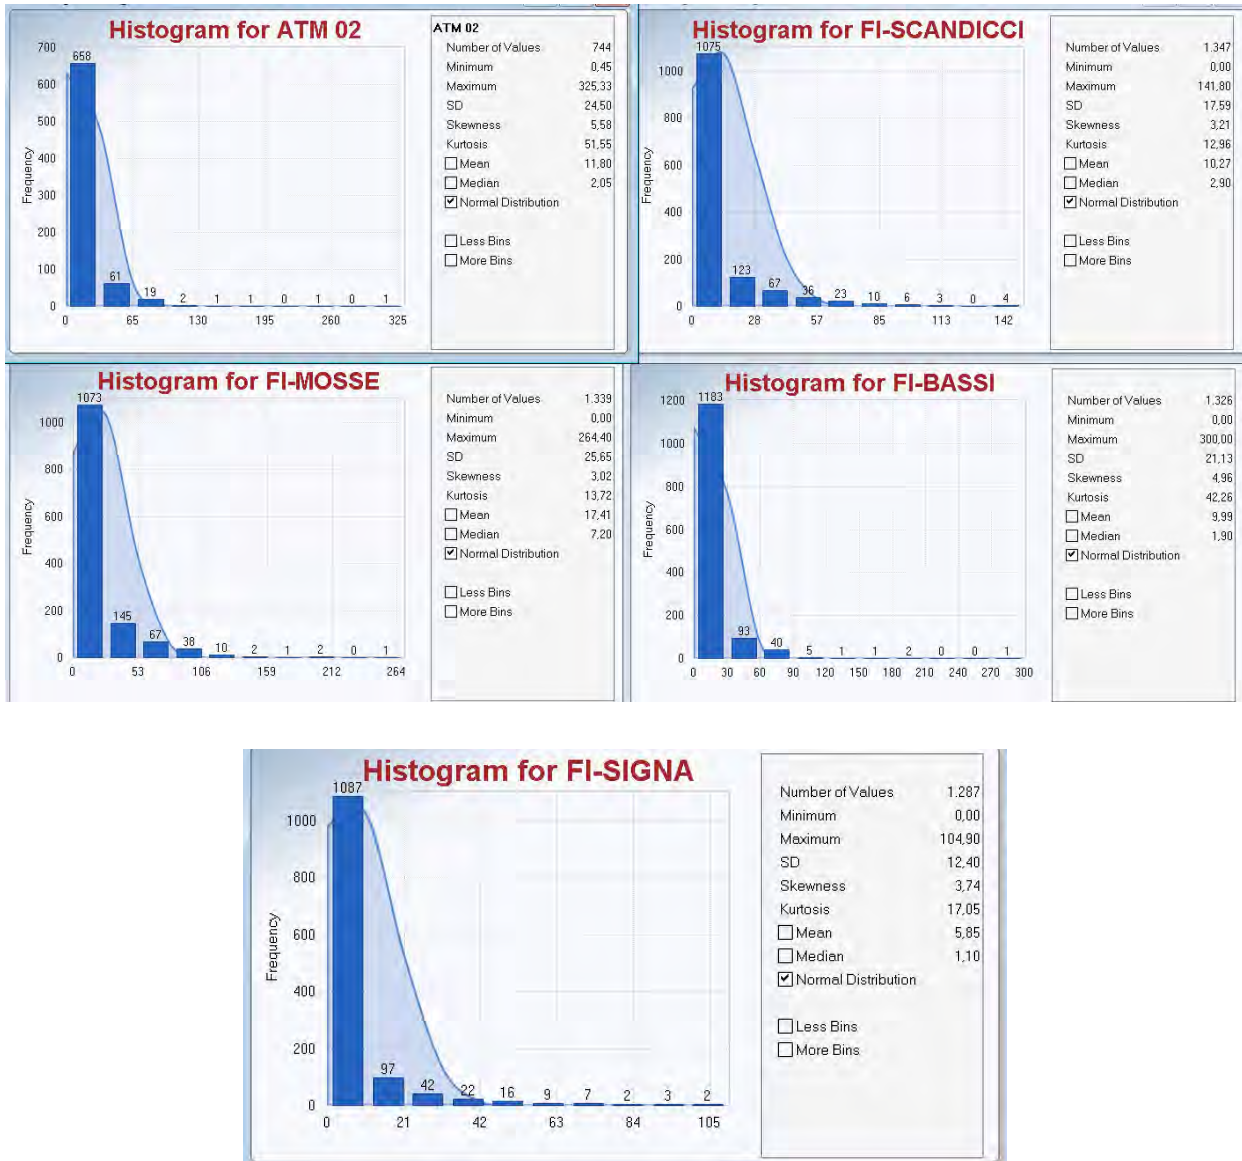 Histogram for ATM 02
700
600
500
400
300
200
100
0
Frequency
658
61
19
2
1
1
0
1
0
1
0
65
130
195
260
325
ATM 02
Number of Values 744
Minimum 0,45
Maximum 325,33
SD 24,50
Skewness 5,58
Kurtosis 51,55
Mean 11,80
Median 2,05
Normal Distribution
Less Bins
More Bins
Histogram for FI-SCANDICCI
1000
800
600
400
200
0
Frequency
1075
123
67
36
23
10
6
3
0
4
0
28
57
85
113
142
Number of Values 1.347
Minimum 0,00
Maximum 141,80
SD 17,59
Skewness 3,21
Kurtosis 12,96
Mean 10,27
Median 2,90
Normal Distribution
Less Bins
More Bins
Histogram for FI-MOSSE
1000
800
600
400
200
0
Frequency
1073
145
67
38
10
2
1
2
0
1
0
53
106
159
212
264
Number of Values 1.339
Minimum 0,00
Maximum 264,40
SD 25,65
Skewness 3,02
Kurtosis 13,72
Mean 17,41
Median 7,20
Normal Distribution
Less Bins
More Bins
Histogram for FI-BASSI
1200
1000
800
600
400
200
0
Frequency
1183
93
40
5
1
1
2
0
0
1
0
30
60
90
120
150
180
210
240
270
300
Number of Values 1.326
Minimum 0,00
Maximum 300,00
SD 21,13
Skewness 4,96
Kurtosis 42,26
Mean 9,99
Median 1,90
Normal Distribution
Less Bins
More Bins
Histogram for FI-SIGNA
1000
800
600
400
200
0
Frequency
1087
97
42
22
16
9
7
2
3
2
0
21
42
63
84
105
Number of Values 1.287
Minimum 0,00
Maximum 104,90
SD 12,40
Skewness 3,74
Kurtosis 17,05
Mean 5,85
Median 1,10
Normal Distribution
Less Bins
More Bins